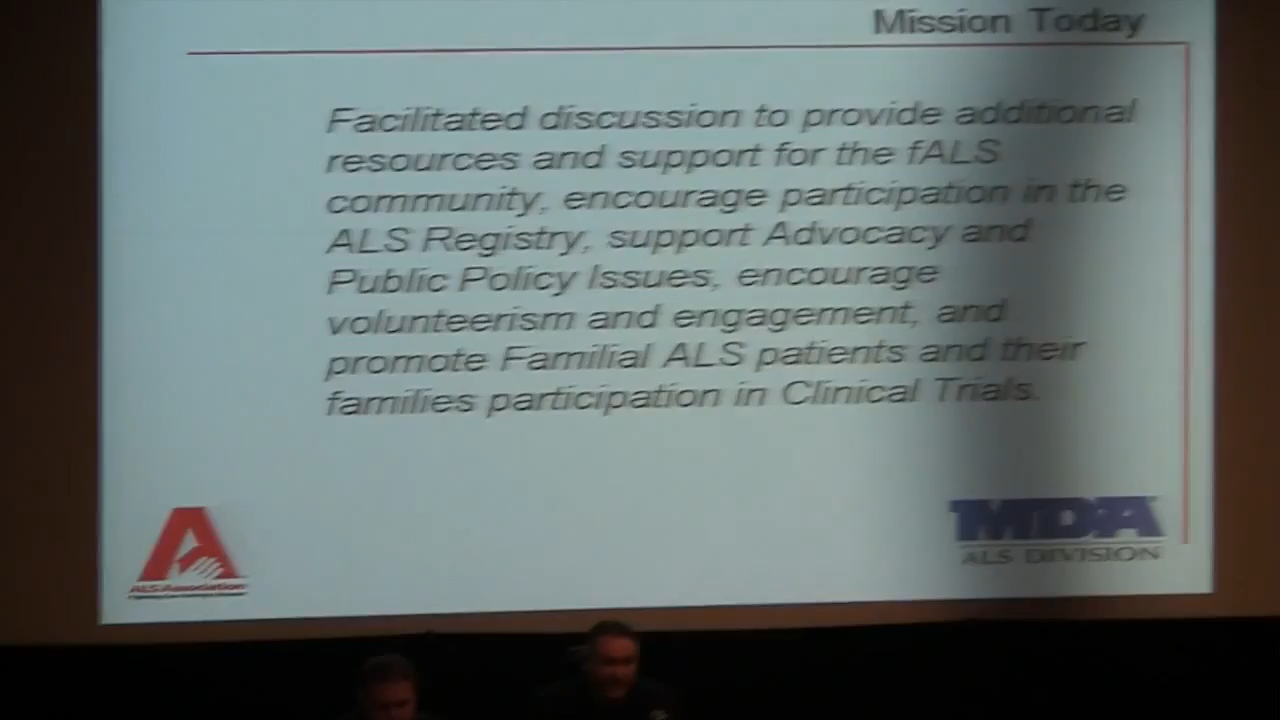 Mission Today
Facilitated discussion to provide additional
resources and support for the fALS
community, encourage participation in the
ALS Registry, support Advocacy and
Public Policy Issues, encourage
volunteerism and engagement, and
promote Familial ALS patients and their
families participation in Clinical Trials.
ALS Association
MDA
ALS DIVISION